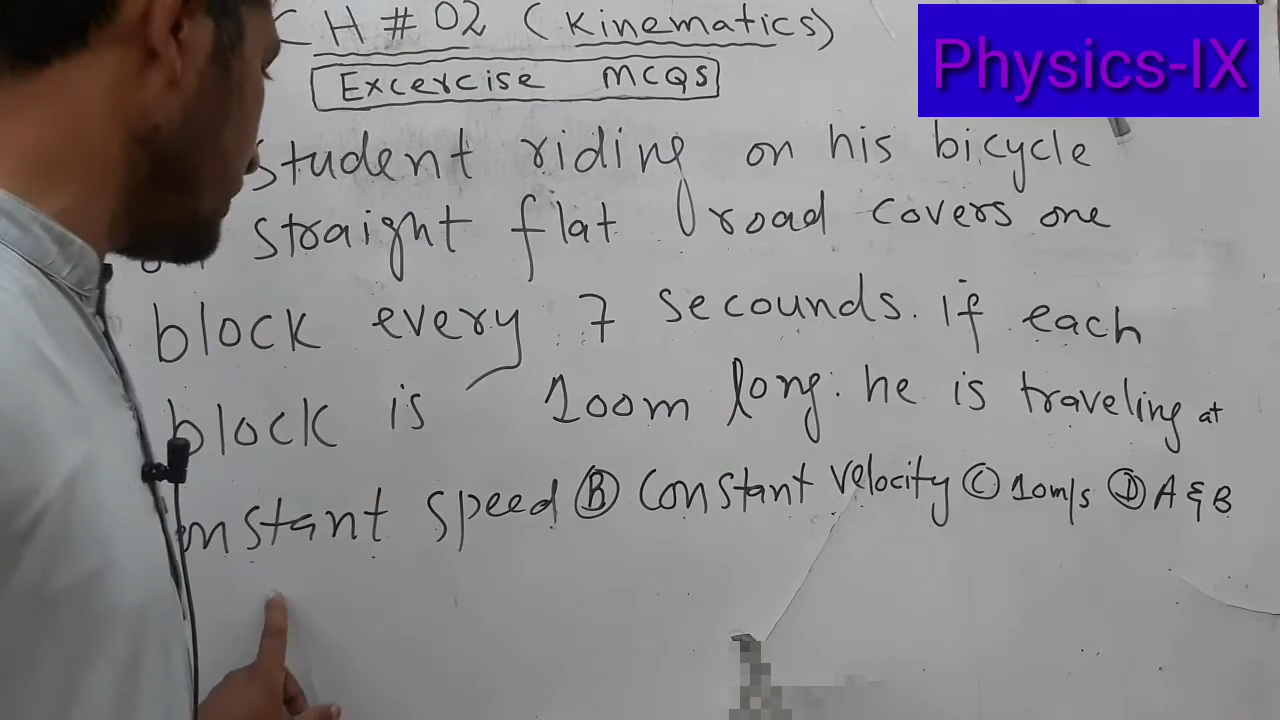 CH # 02 (Kinematics)
Physics-IX
Excercise MCQS
student riding on his bicycle
straight flat road covers one
block every 7 secounds. if each
block is 100m long. he is traveling at
onstant speed Ⓑ Constant velocity Ⓒ 10m/s Ⓓ A & B